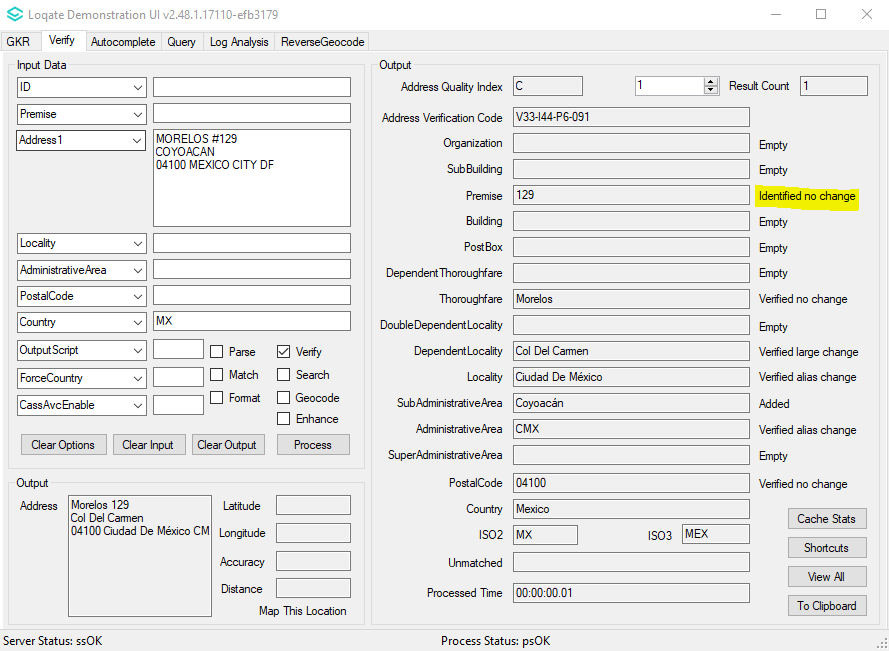 Loqate Demonstration UI v2.48.1.17110-efb3179
GKR Verify Autocomplete Query Log Analysis ReverseGeocode
Input Data
ID
Premise
Address1
MORELOS #129
COYOACAN
04100 MEXICO CITY DF
Locality
AdministrativeArea
PostalCode
Country MX
OutputScript Parse Verify
ForceCountry Match Search
Format Geocode
CassAvcEnable
Enhance
Clear Options Clear Input Clear Output Process
Output
Address
Morelos 129
Col Del Carmen
04100 Ciudad De México CM
Latitude
Longitude
Accuracy
Distance
Map This Location
Output
Address Quality Index C 1 Result Count 1
Address Verification Code V33-I44-P6-091
Organization Empty
SubBuilding Empty
Premise 129 Identified no change
Building Empty
PostBox Empty
DependentThoroughfare Empty
Thoroughfare Morelos Verified no change
DoubleDependentLocality Empty
DependentLocality Col Del Carmen Verified large change
Locality Ciudad De México Verified alias change
SubAdministrativeArea Coyoacán Added
AdministrativeArea CMX Verified alias change
SuperAdministrativeArea Empty
PostalCode 04100 Verified no change
Country Mexico
ISO2 MX ISO3 MEX
Unmatched
Processed Time 00:00:00.01
Cache Stats
Shortcuts
View All
To Clipboard
Server Status: ssOK Process Status: psOK